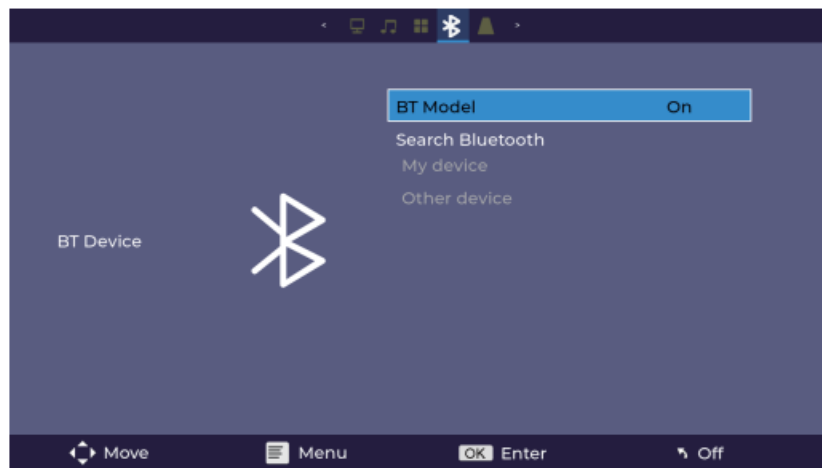 BT Model On
Search Bluetooth
My device
Other device
BT Device
Move Menu OK Enter Off